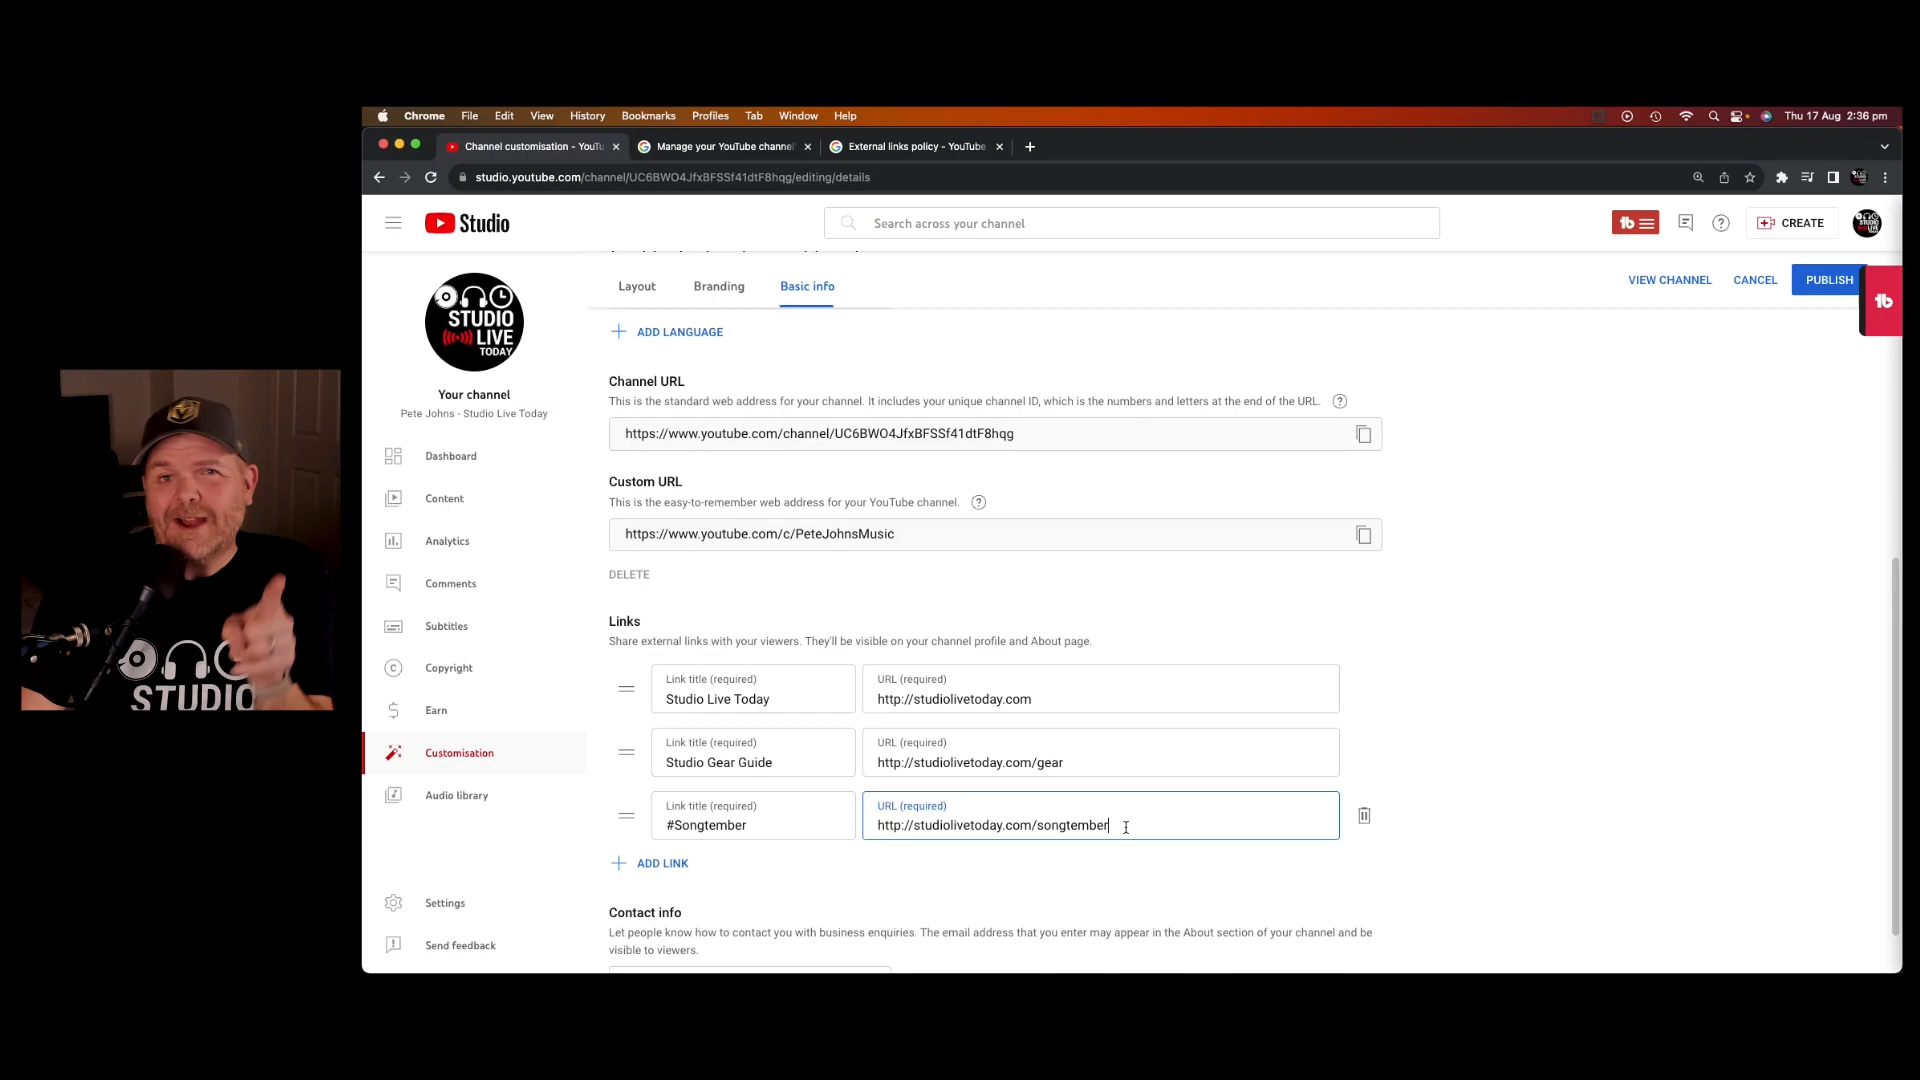 Chrome File Edit View History Bookmarks Profiles Tab Window Help Thu 17 Aug 2:36 pm
Channel customisation - YouTu Manage your YouTube channel External links policy - YouTube
studio.youtube.com/channel/UC6BWO4JfxBFSSf41dtF8hqg/editing/details
Studio Search across your channel CREATE
Layout Branding Basic info VIEW CHANNEL CANCEL PUBLISH
STUDIO
LIVE
TODAY
Your channel
Pete Johns - Studio Live Today
Dashboard
Content
Analytics
Comments
Subtitles
Copyright
Earn
Customisation
Audio library
Settings
Send feedback
ADD LANGUAGE
Channel URL
This is the standard web address for your channel. It includes your unique channel ID, which is the numbers and letters at the end of the URL.
https://www.youtube.com/channel/UC6BWO4JfxBFSSf41dtF8hqg
Custom URL
This is the easy-to-remember web address for your YouTube channel.
https://www.youtube.com/c/PeteJohnsMusic
DELETE
Links
Share external links with your viewers. They'll be visible on your channel profile and About page.
Link title (required) URL (required)
Studio Live Today http://studiolivetoday.com
Link title (required) URL (required)
Studio Gear Guide http://studiolivetoday.com/gear
Link title (required) URL (required)
#Songtember http://studiolivetoday.com/songtember
ADD LINK
Contact info
Let people know how to contact you with business enquiries. The email address that you enter may appear in the About section of your channel and be
visible to viewers.
STUDIO